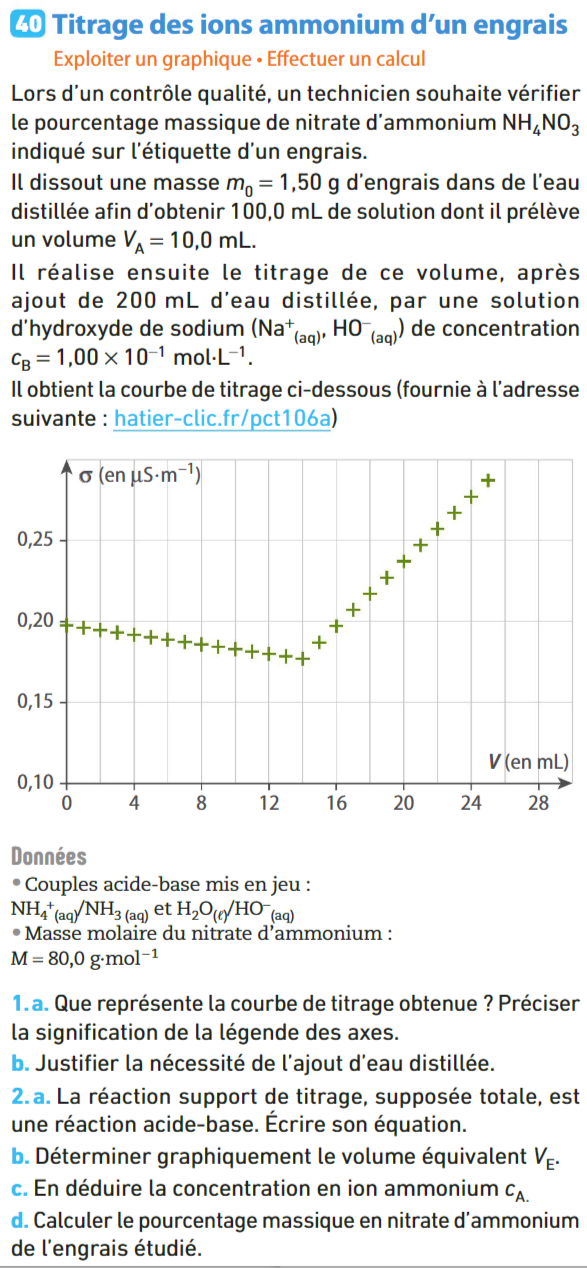 40 Titrage des ions ammonium d’un engrais
Exploiter un graphique • Effectuer un calcul
Lors d’un contrôle qualité, un technicien souhaite vérifier
le pourcentage massique de nitrate d’ammonium NH₄NO₃
indiqué sur l’étiquette d’un engrais.
Il dissout une masse m₀ = 1,50 g d’engrais dans de l’eau
distillée afin d’obtenir 100,0 mL de solution dont il prélève
un volume V_A = 10,0 mL.
Il réalise ensuite le titrage de ce volume, après
ajout de 200 mL d’eau distillée, par une solution
d’hydroxyde de sodium (Na⁺(aq), HO⁻(aq)) de concentration
c_B = 1,00 × 10⁻¹ mol·L⁻¹.
Il obtient la courbe de titrage ci-dessous (fournie à l’adresse
suivante : hatier-clic.fr/pct106a)
σ (en µS·m⁻¹)
0,25
0,20
0,15
V (en mL)
0,10
0 4 8 12 16 20 24 28
Données
• Couples acide-base mis en jeu :
NH₄⁺(aq)/NH₃ (aq) et H₂O(ℓ)/HO⁻(aq)
• Masse molaire du nitrate d’ammonium :
M = 80,0 g·mol⁻¹
1. a. Que représente la courbe de titrage obtenue ? Préciser
la signification de la légende des axes.
b. Justifier la nécessité de l’ajout d’eau distillée.
2. a. La réaction support de titrage, supposée totale, est
une réaction acide-base. Écrire son équation.
b. Déterminer graphiquement le volume équivalent V_E.
c. En déduire la concentration en ion ammonium c_A.
d. Calculer le pourcentage massique en nitrate d’ammonium
de l’engrais étudié.